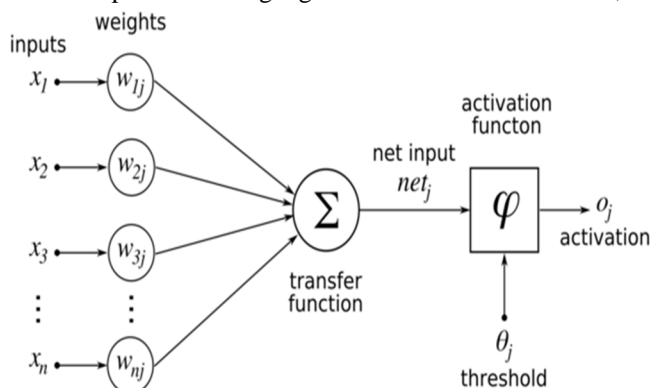 weights
inputs
x1 w1j
activation
functon
x2 w2j
net input
netj
Σ φ oj
activation
x3 w3j
transfer
function
⋮ ⋮
θj
xn wnj
threshold